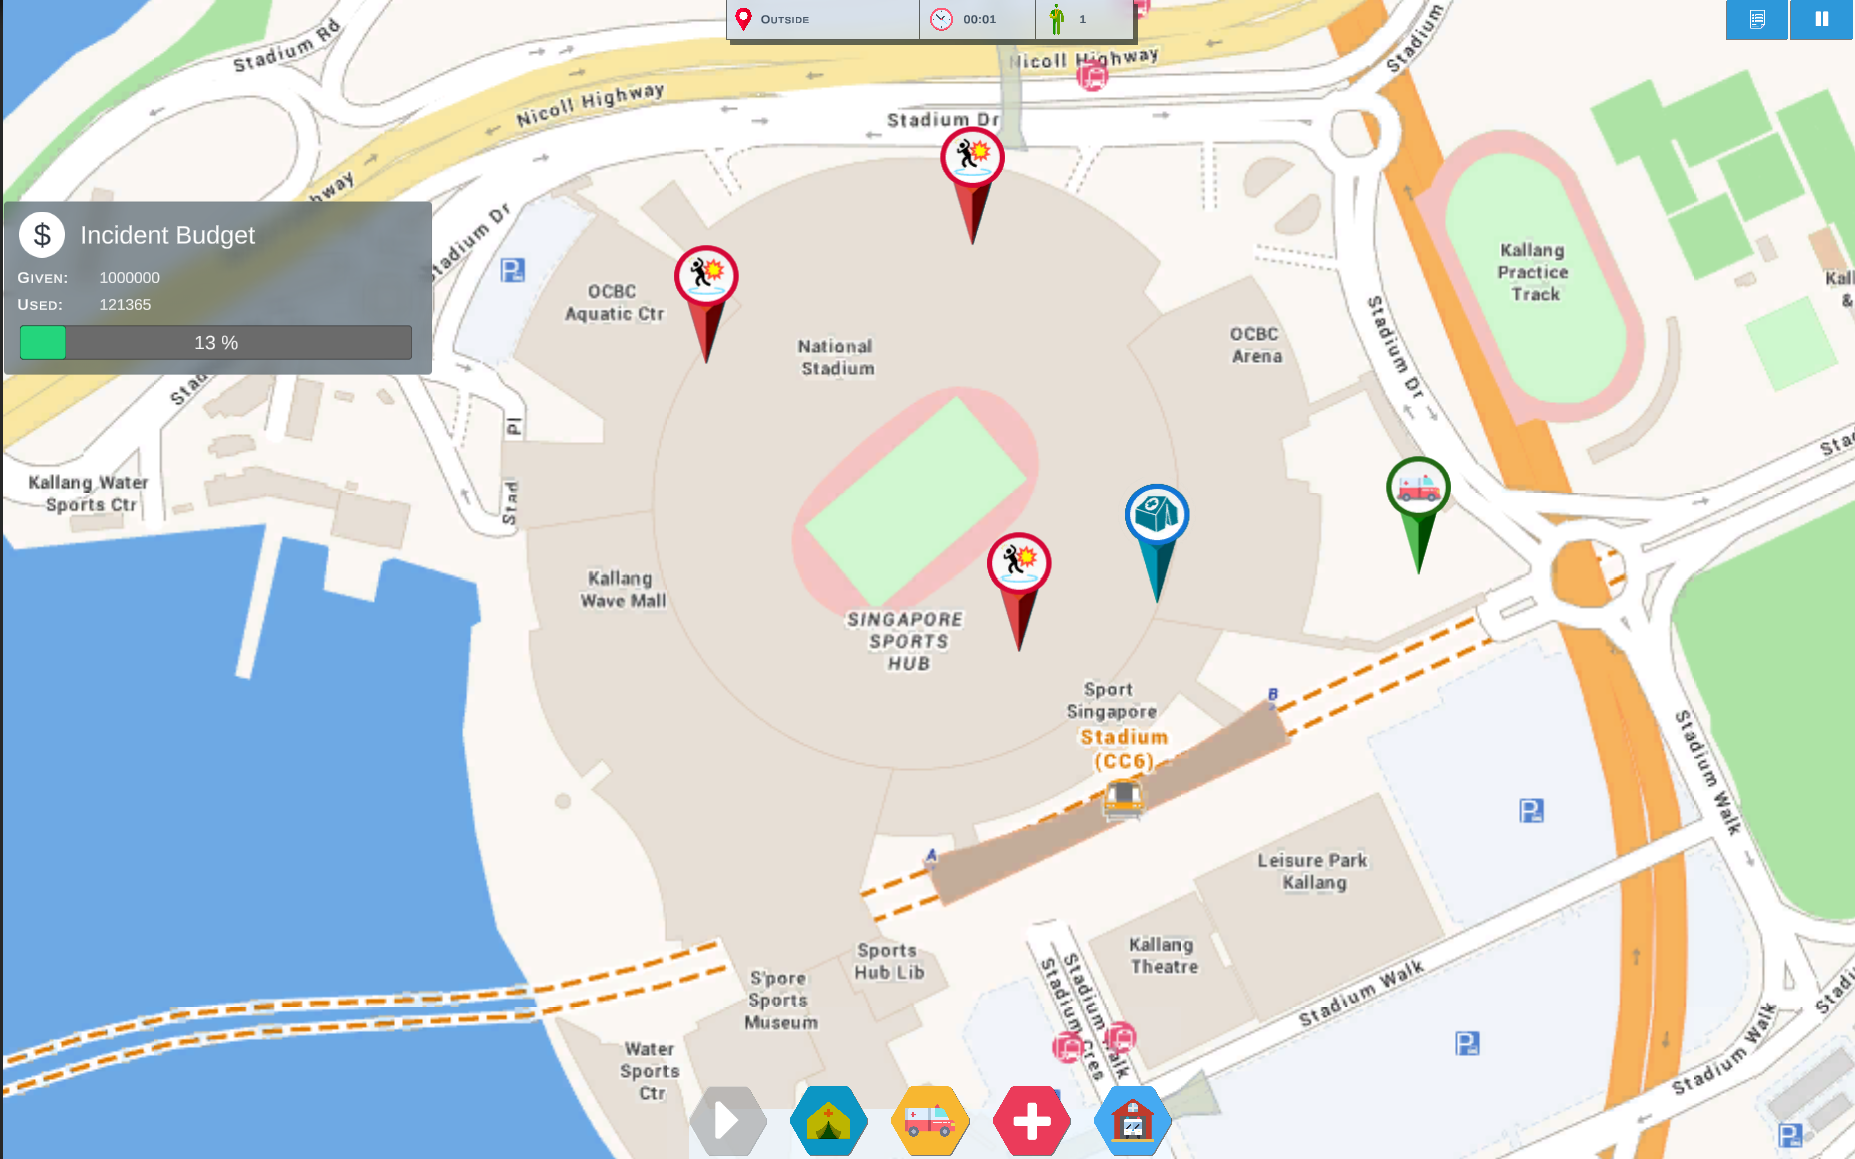 OUTSIDE
00:01
1
Stadium Rd
Nicoll Highway
Nicoll Highway
Stadium
Stadium Dr
hway
Stadium Dr
$ Incident Budget
GIVEN: 1000000
USED: 121365
13 %
P
OCBC
Aquatic Ctr
National
Stadium
OCBC
Arena
Kallang
Practice
Track
Kall
&
Stadium Dr
Stad
Pl
Stad
Sta
Kallang Water
Sports Ctr
Kallang
Wave Mall
SINGAPORE
SPORTS
HUB
Sport
Singapore
Stadium
(CC6)
B
A
Stadium Walk
P
Leisure Park
Kallang
Kallang
Theatre
Sports
Hub Lib
S'pore
Sports
Museum
Water
Sports
Ctr
Stadium Cres
Stadium Walk
Stadium Walk
Stadium Walk
Stadi
P
P